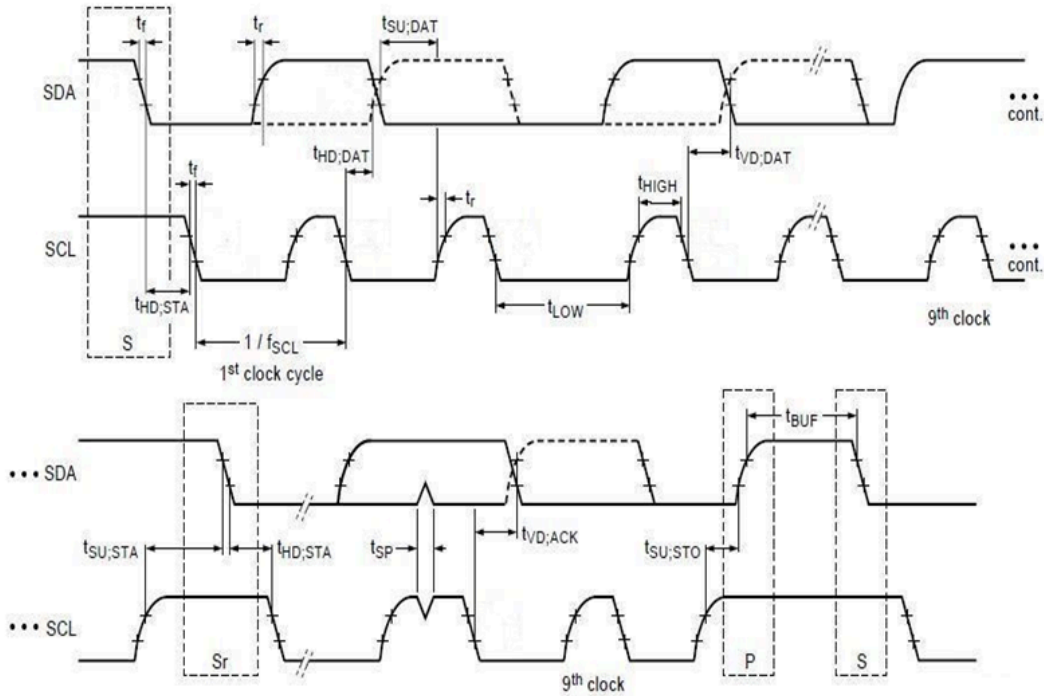 tf
tr
tSU;DAT
SDA
cont.
tHD;DAT
tVD;DAT
tf
tHIGH
tr
SCL
cont.
tHD;STA
tLOW
9th clock
S
1 / fSCL
1st clock cycle
tBUF
SDA
tSU;STA
tHD;STA
tSP
tVD;ACK
tSU;STO
SCL
Sr
P
S
9th clock